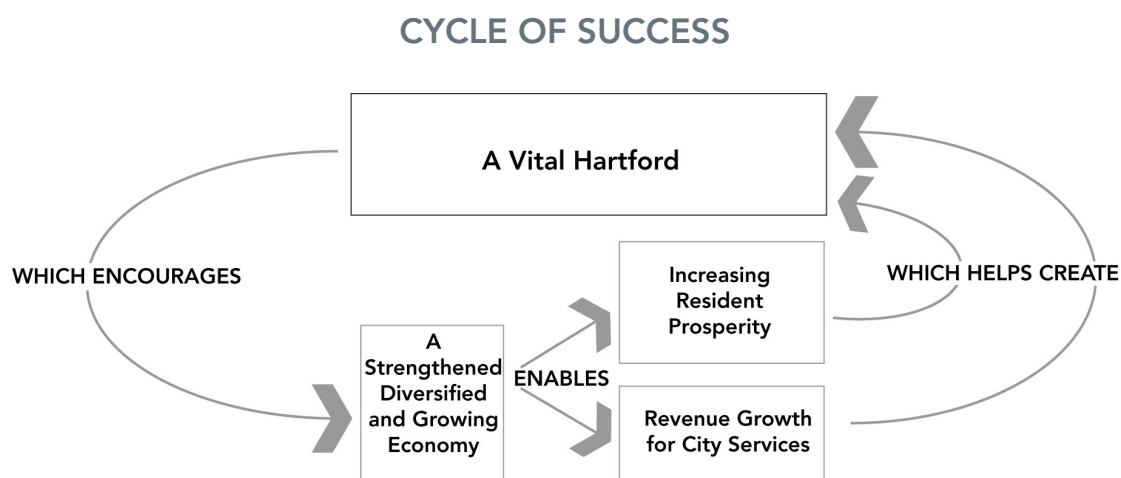 CYCLE OF SUCCESS
A Vital Hartford
WHICH ENCOURAGES
A
Strengthened
Diversified
and Growing
Economy
ENABLES
Increasing
Resident
Prosperity
Revenue Growth
for City Services
WHICH HELPS CREATE